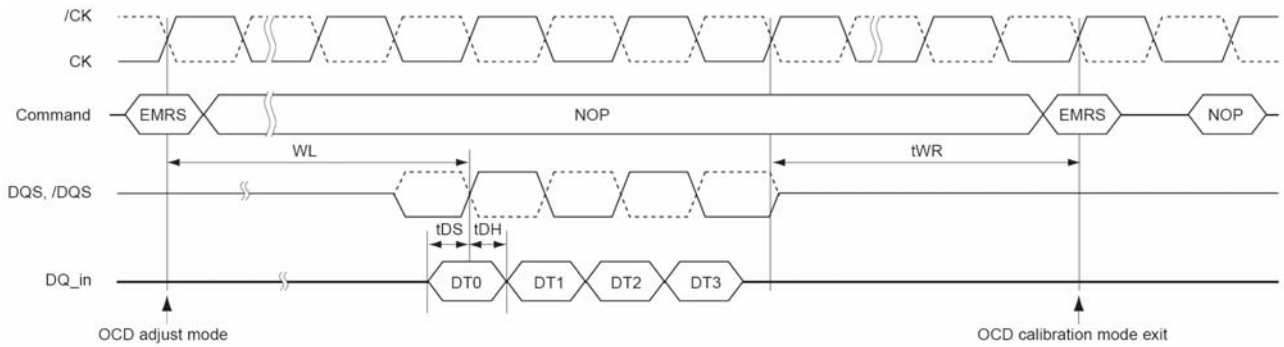 /CK
CK
Command EMRS NOP EMRS NOP
WL tWR
DQS, /DQS
tDS tDH
DQ_in DT0 DT1 DT2 DT3
OCD adjust mode OCD calibration mode exit